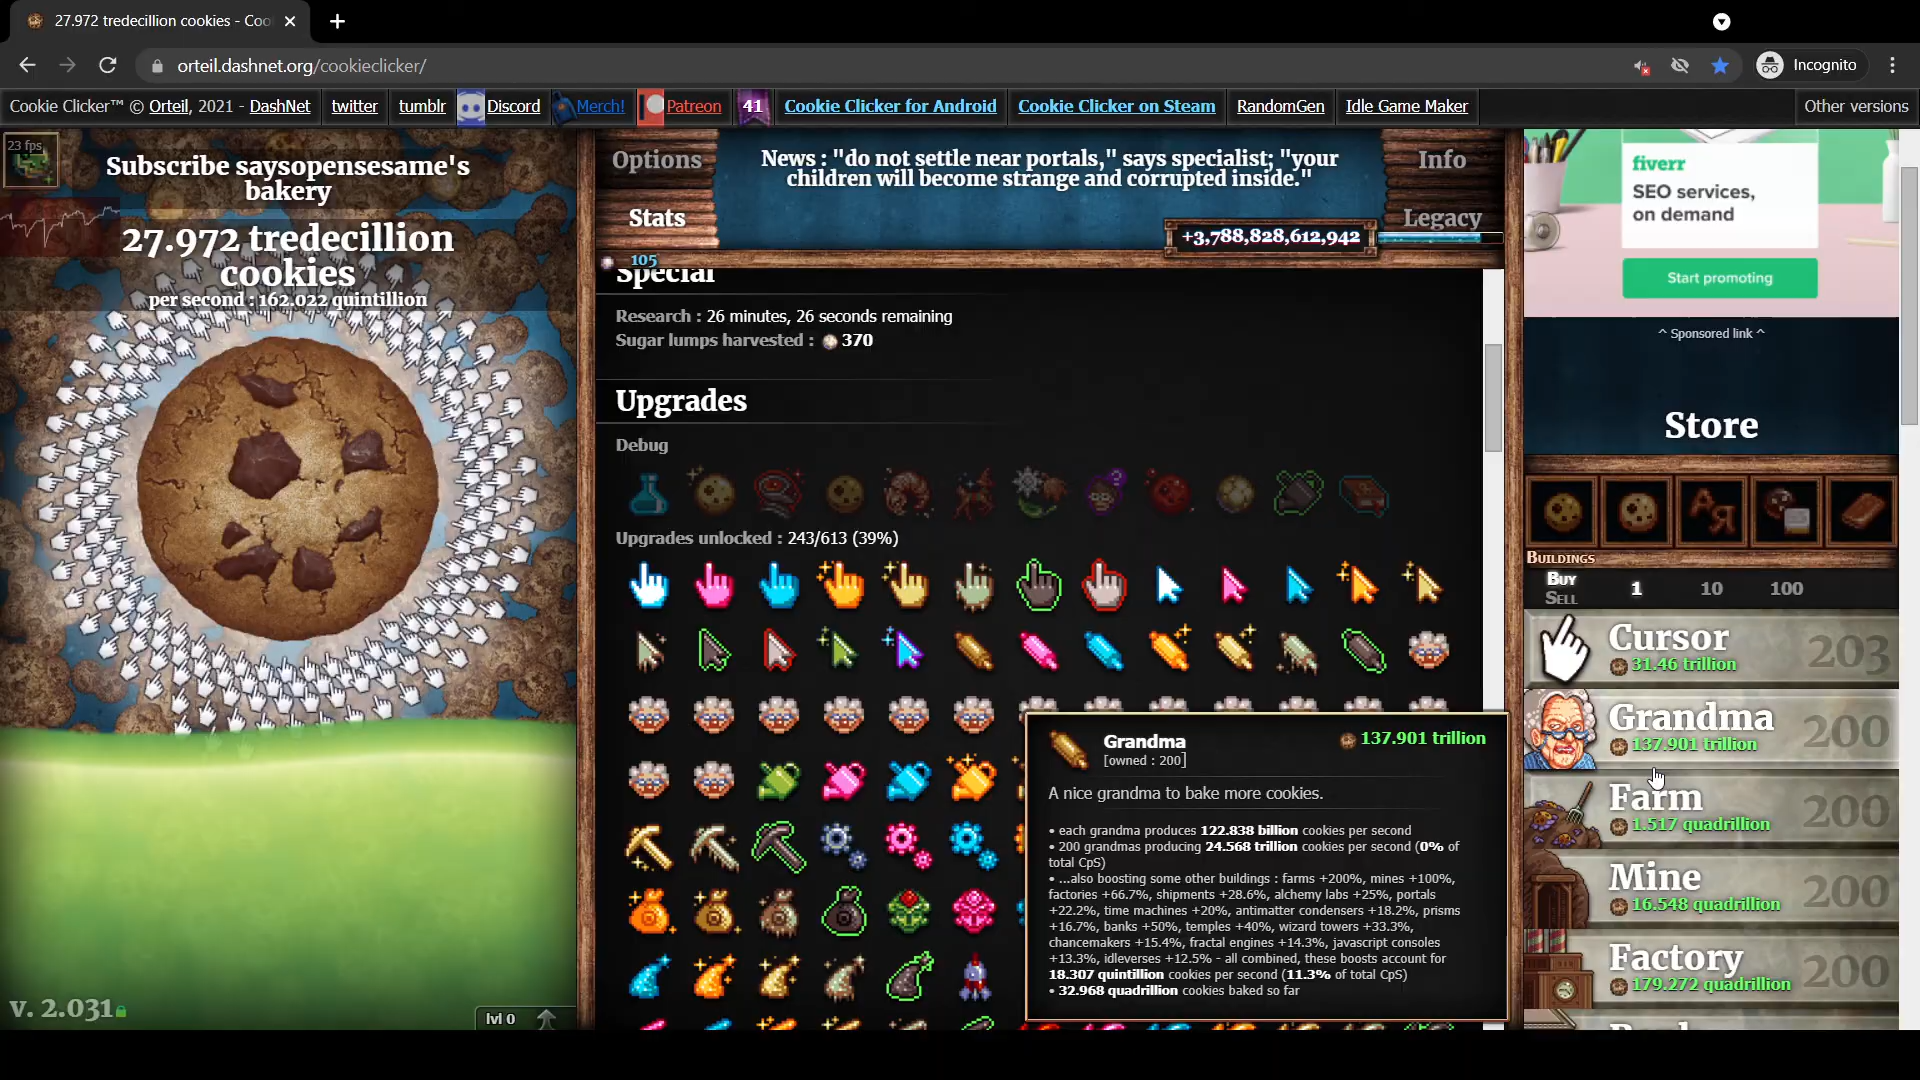 27.972 tredecillion cookies - Coo
orteil.dashnet.org/cookieclicker/
Incognito
Cookie Clicker™ © Orteil, 2021 - DashNet
twitter
tumblr
Discord
Merch!
Patreon
41
Cookie Clicker for Android
Cookie Clicker on Steam
RandomGen
Idle Game Maker
Other versions
23 fps
Subscribe saysopensesame's
bakery
27.972 tredecillion
cookies
per second : 162.022 quintillion
v. 2.031
lvl 0
Options
Stats
105
News : "do not settle near portals," says specialist; "your
children will become strange and corrupted inside."
Info
Legacy
+3,788,828,612,942
Special
Research : 26 minutes, 26 seconds remaining
Sugar lumps harvested : 370
Upgrades
Debug
Upgrades unlocked : 243/613 (39%)
Grandma
137.901 trillion
[owned : 200]
A nice grandma to bake more cookies.
• each grandma produces 122.838 billion cookies per second
• 200 grandmas producing 24.568 trillion cookies per second (0% of
total CpS)
• ...also boosting some other buildings : farms +200%, mines +100%,
factories +66.7%, shipments +28.6%, alchemy labs +25%, portals
+22.2%, time machines +20%, antimatter condensers +18.2%, prisms
+16.7%, banks +50%, temples +40%, wizard towers +33.3%,
chancemakers +15.4%, fractal engines +14.3%, javascript consoles
+13.3%, idleverses +12.5% - all combined, these boosts account for
18.307 quintillion cookies per second (11.3% of total CpS)
• 32.968 quadrillion cookies baked so far
fiverr
SEO services,
on demand
Start promoting
^ Sponsored link ^
Store
Buildings
Buy
Sell
1
10
100
Cursor
31.46 trillion
203
Grandma
137.901 trillion
200
Farm
1.517 quadrillion
200
Mine
16.548 quadrillion
200
Factory
179.272 quadrillion
200